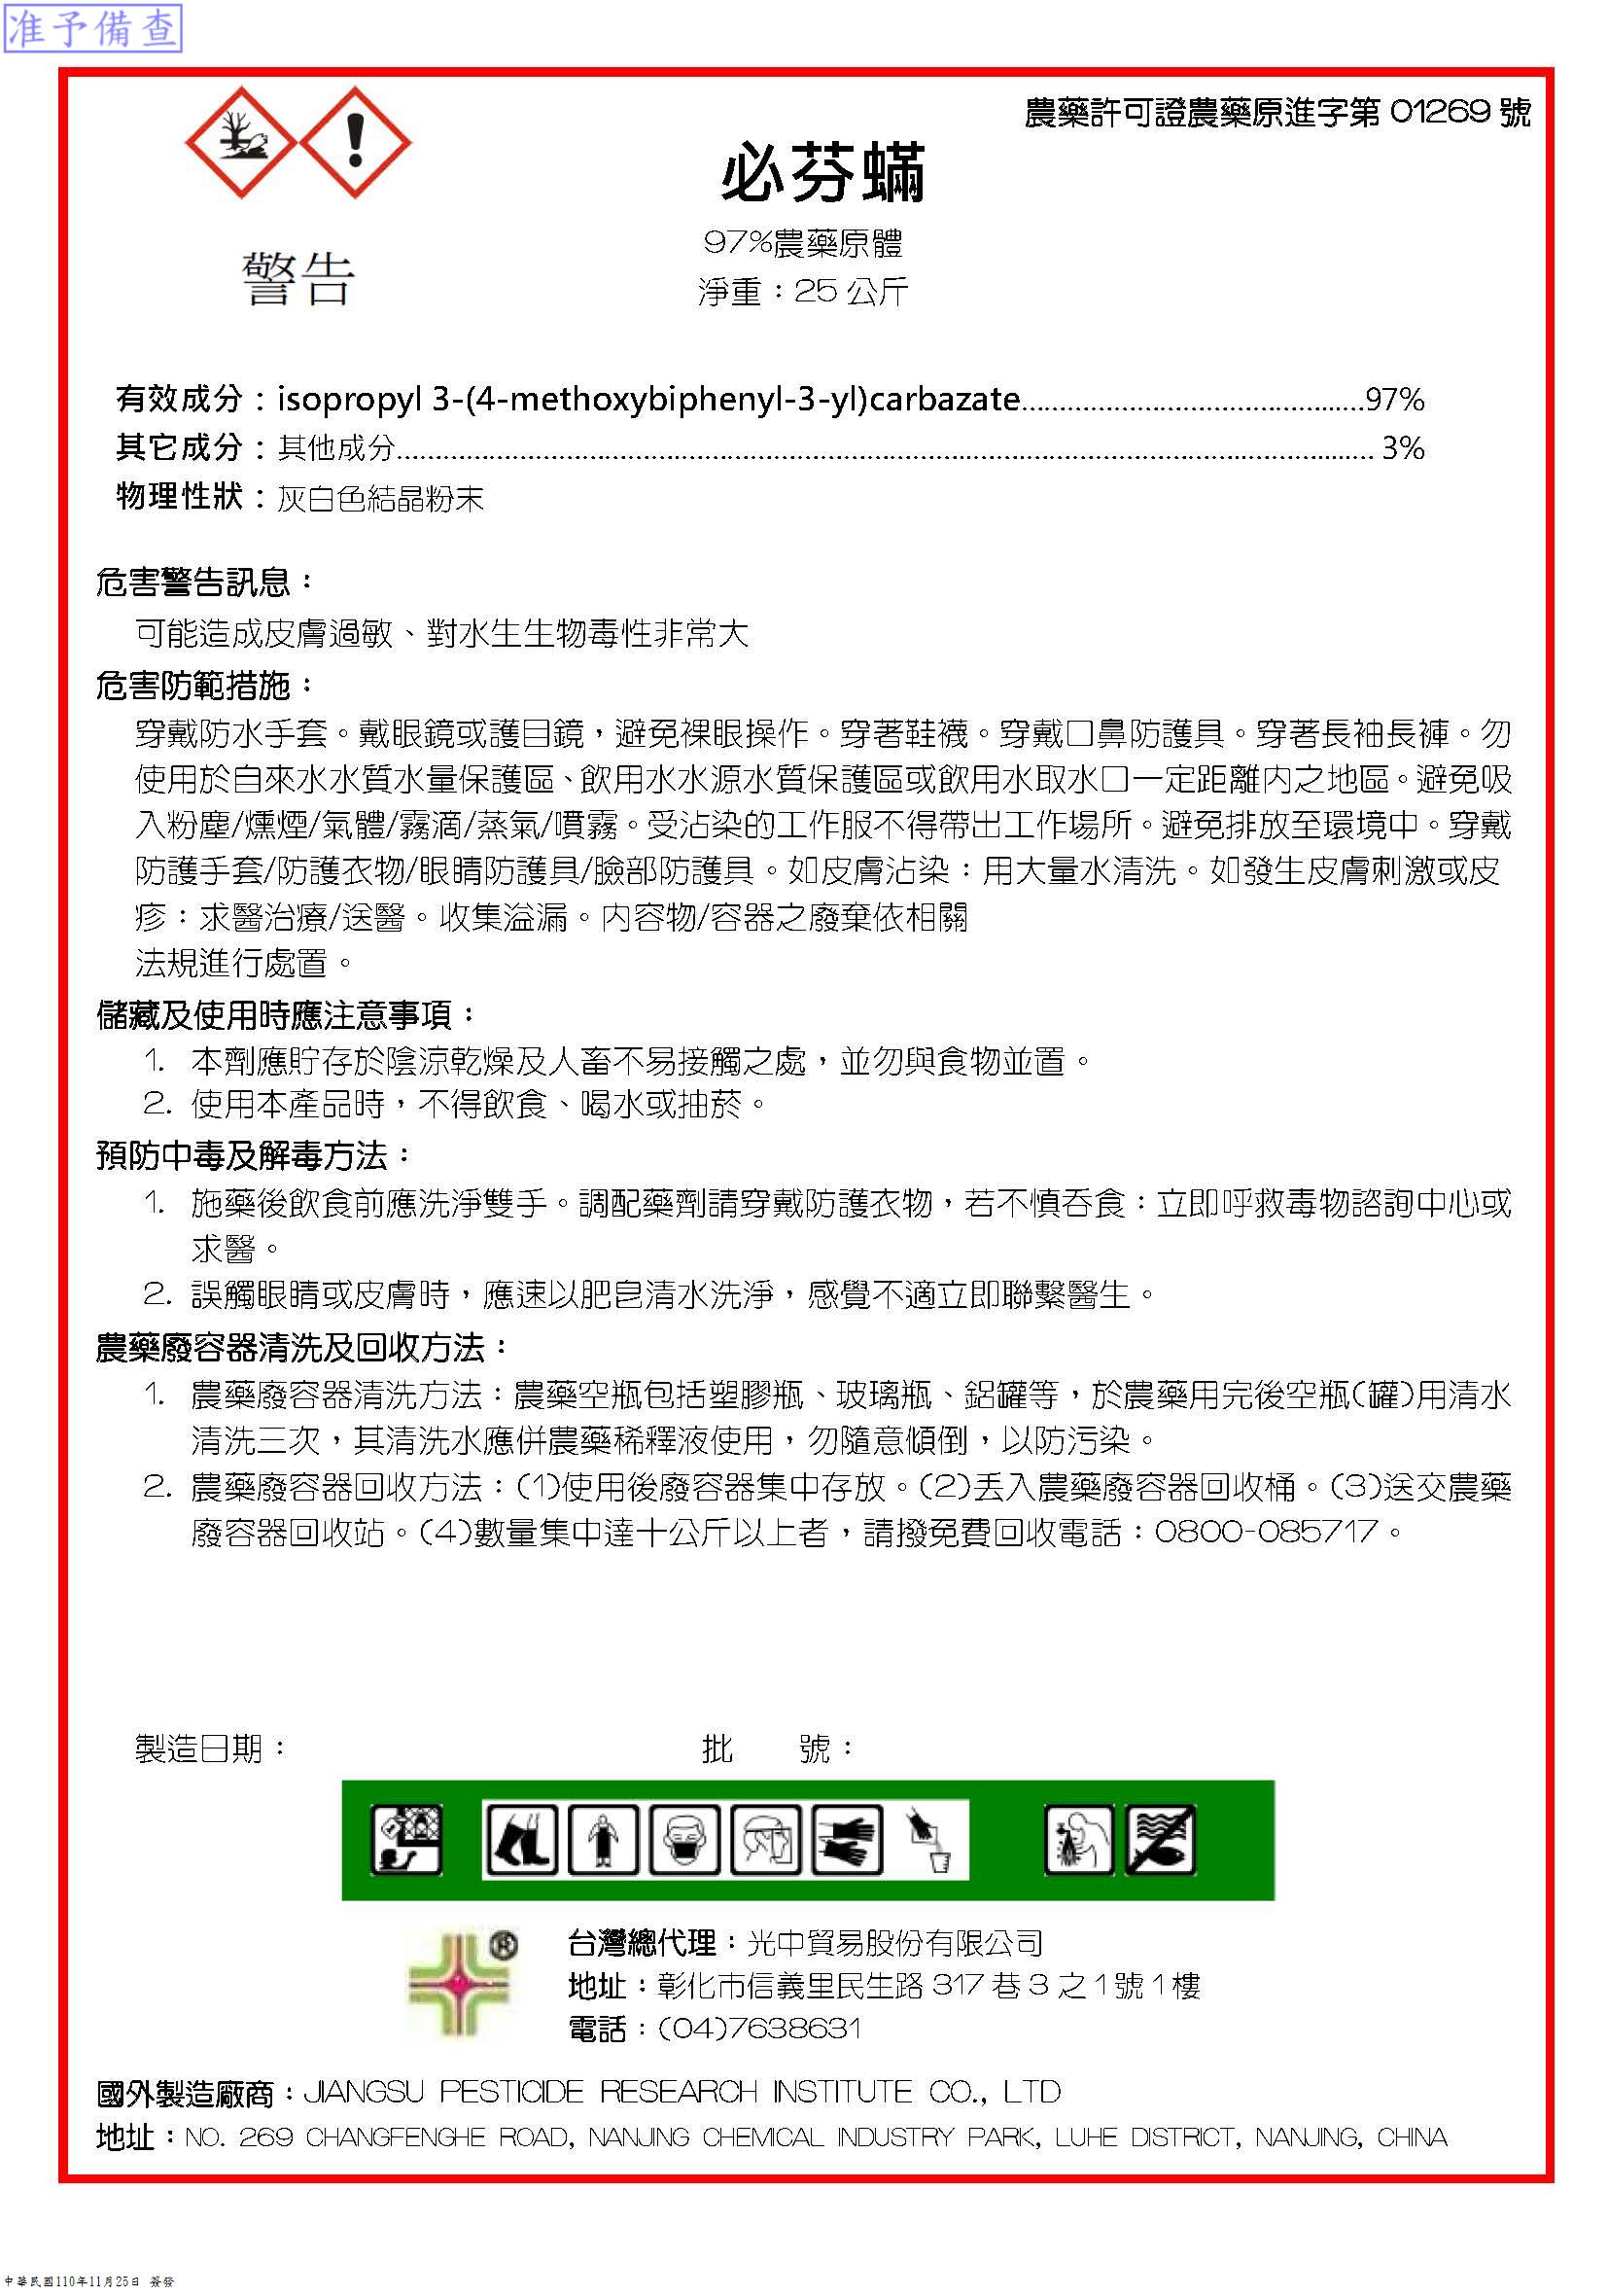 准予備查
農藥許可證農藥原進字第 01269 號
必芬蟎
97%農藥原體
淨重：25 公斤
警告
有效成分：isopropyl 3-(4-methoxybiphenyl-3-yl)carbazate..........................................97%
其它成分：其他成分.............................................................................................................................. 3%
物理性狀：灰白色結晶粉末
危害警告訊息：
可能造成皮膚過敏、對水生生物毒性非常大
危害防範措施：
穿戴防水手套。戴眼鏡或護目鏡，避免裸眼操作。穿著鞋襪。穿戴口鼻防護具。穿著長袖長褲。勿
使用於自來水水質水量保護區、飲用水水源水質保護區或飲用水取水口一定距離內之地區。避免吸
入粉塵/燻煙/氣體/霧滴/蒸氣/噴霧。受沾染的工作服不得帶出工作場所。避免排放至環境中。穿戴
防護手套/防護衣物/眼睛防護具/臉部防護具。如皮膚沾染：用大量水清洗。如發生皮膚刺激或皮
疹：求醫治療/送醫。收集溢漏。內容物/容器之廢棄依相關
法規進行處置。
儲藏及使用時應注意事項：
1. 本劑應貯存於陰涼乾燥及人畜不易接觸之處，並勿與食物並置。
2. 使用本產品時，不得飲食、喝水或抽菸。
預防中毒及解毒方法：
1. 施藥後飲食前應洗淨雙手。調配藥劑請穿戴防護衣物，若不慎吞食：立即呼救毒物諮詢中心或
求醫。
2. 誤觸眼睛或皮膚時，應速以肥皂清水洗淨，感覺不適立即聯繫醫生。
農藥廢容器清洗及回收方法：
1. 農藥廢容器清洗方法：農藥空瓶包括塑膠瓶、玻璃瓶、鋁罐等，於農藥用完後空瓶(罐)用清水
清洗三次，其清洗水應併農藥稀釋液使用，勿隨意傾倒，以防污染。
2. 農藥廢容器回收方法：(1)使用後廢容器集中存放。(2)丟入農藥廢容器回收桶。(3)送交農藥
廢容器回收站。(4)數量集中達十公斤以上者，請撥免費回收電話：0800-085717。
製造日期： 批　　號：
®
台灣總代理：光中貿易股份有限公司
地址：彰化市信義里民生路 317 巷 3 之 1 號 1 樓
電話：(04)7638631
國外製造廠商：JIANGSU PESTICIDE RESEARCH INSTITUTE CO., LTD
地址：NO. 269 CHANGFENGHE ROAD, NANJING CHEMICAL INDUSTRY PARK, LUHE DISTRICT, NANJING, CHINA
中華民國110年11月25日 簽發